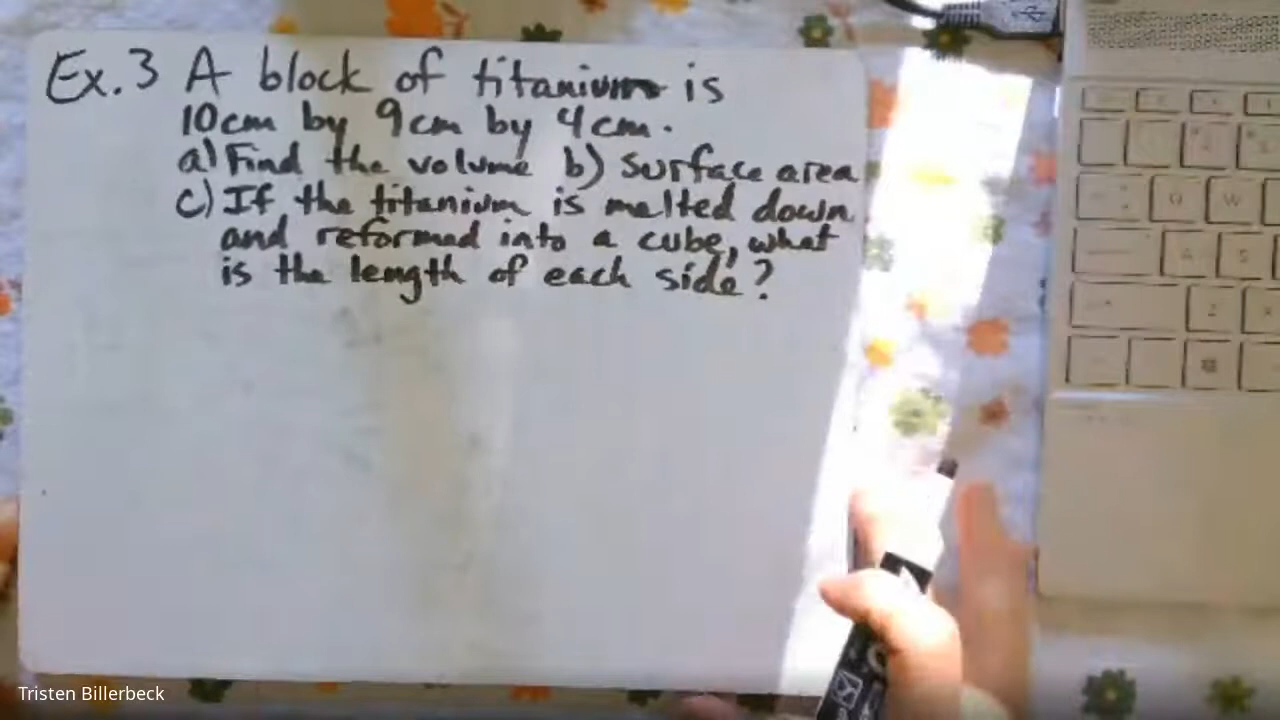 Ex.3 A block of titanium is
10cm by 9cm by 4cm.
a) Find the volume b) Surface area
c) If the titanium is melted down
and reformed into a cube, what
is the length of each side?
Tristen Billerbeck